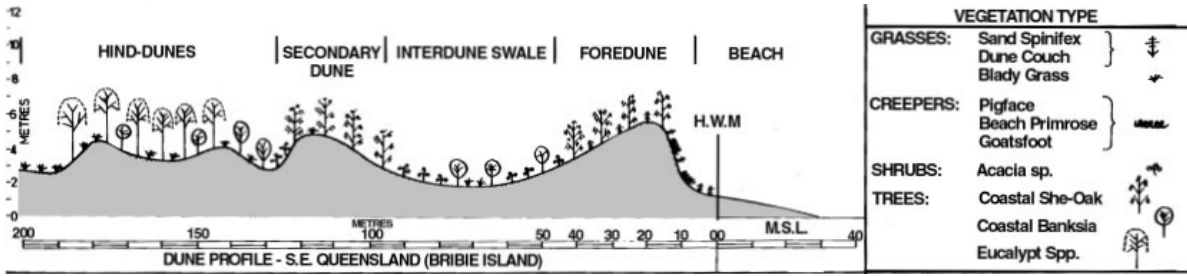 12
10
8
6
4
2
0
METRES
HIND-DUNES
SECONDARY
DUNE
INTERDUNE SWALE
FOREDUNE
BEACH
H.W.M
M.S.L.
METRES
200 150 100 50 40 30 20 10 00 20 40
DUNE PROFILE - S.E. QUEENSLAND (BRIBIE ISLAND)
VEGETATION TYPE
GRASSES: Sand Spinifex
Dune Couch
Blady Grass
CREEPERS: Pigface
Beach Primrose
Goatsfoot
SHRUBS: Acacia sp.
TREES: Coastal She-Oak
Coastal Banksia
Eucalypt Spp.